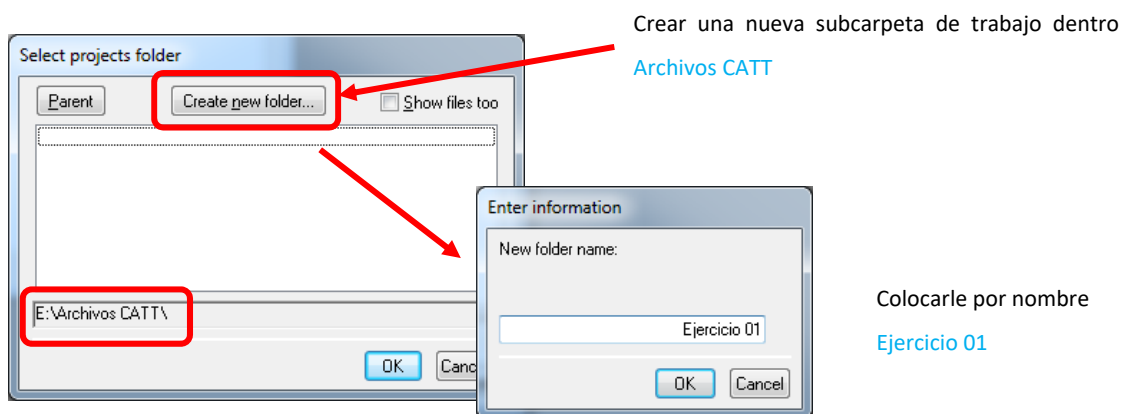 Crear una nueva subcarpeta de trabajo dentro
Archivos CATT
Select projects folder
Parent
Create new folder...
Show files too
E:\Archivos CATT\
OK
Canc
Enter information
New folder name:
Ejercicio 01
OK
Cancel
Colocarle por nombre
Ejercicio 01